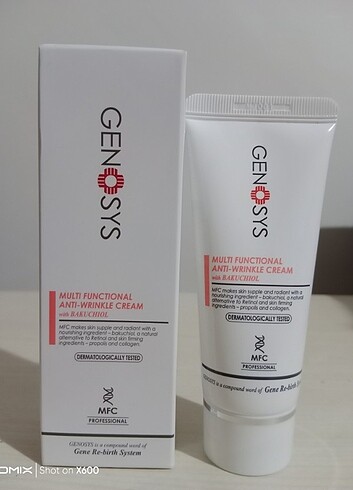 GENOSYS
MULTI FUNCTIONAL
ANTI-WRINKLE CREAM
with BAKUCHIOL
MFC makes skin supple and radiant with a
nourishing ingredient - bakuchiol, a natural
alternative to Retinol and skin firming
ingredients - propolis and collagen.
DERMATOLOGICALLY TESTED
MFC
PROFESSIONAL
GENOSYS is a compound word of
Gene Re-birth System
GENOSYS
MULTI FUNCTIONAL
ANTI-WRINKLE CREAM
with BAKUCHIOL
MFC makes skin supple and radiant with a
nourishing ingredient - bakuchiol, a natural
alternative to Retinol and skin firming
ingredients - propolis and collagen.
DERMATOLOGICALLY TESTED
MFC
PROFESSIONAL
GENOSYS is a compound word of Gene Re-birth
OMIX | Shot on X600